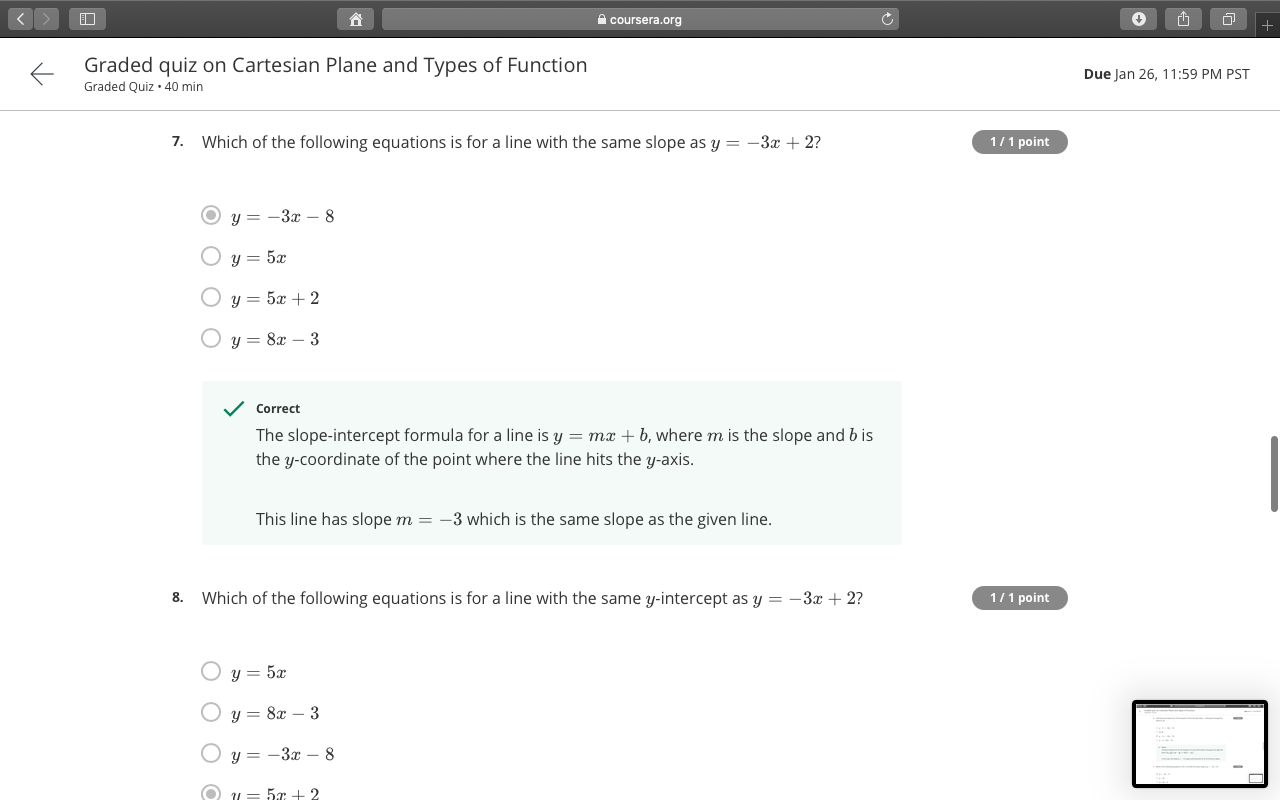 coursera.org
Graded quiz on Cartesian Plane and Types of Function
Graded Quiz • 40 min
Due Jan 26, 11:59 PM PST
7. Which of the following equations is for a line with the same slope as y = −3x + 2?
1 / 1 point
y = −3x − 8
y = 5x
y = 5x + 2
y = 8x − 3
Correct
The slope-intercept formula for a line is y = mx + b, where m is the slope and b is
the y-coordinate of the point where the line hits the y-axis.
This line has slope m = −3 which is the same slope as the given line.
8. Which of the following equations is for a line with the same y-intercept as y = −3x + 2?
1 / 1 point
y = 5x
y = 8x − 3
y = −3x − 8
y = 5x + 2